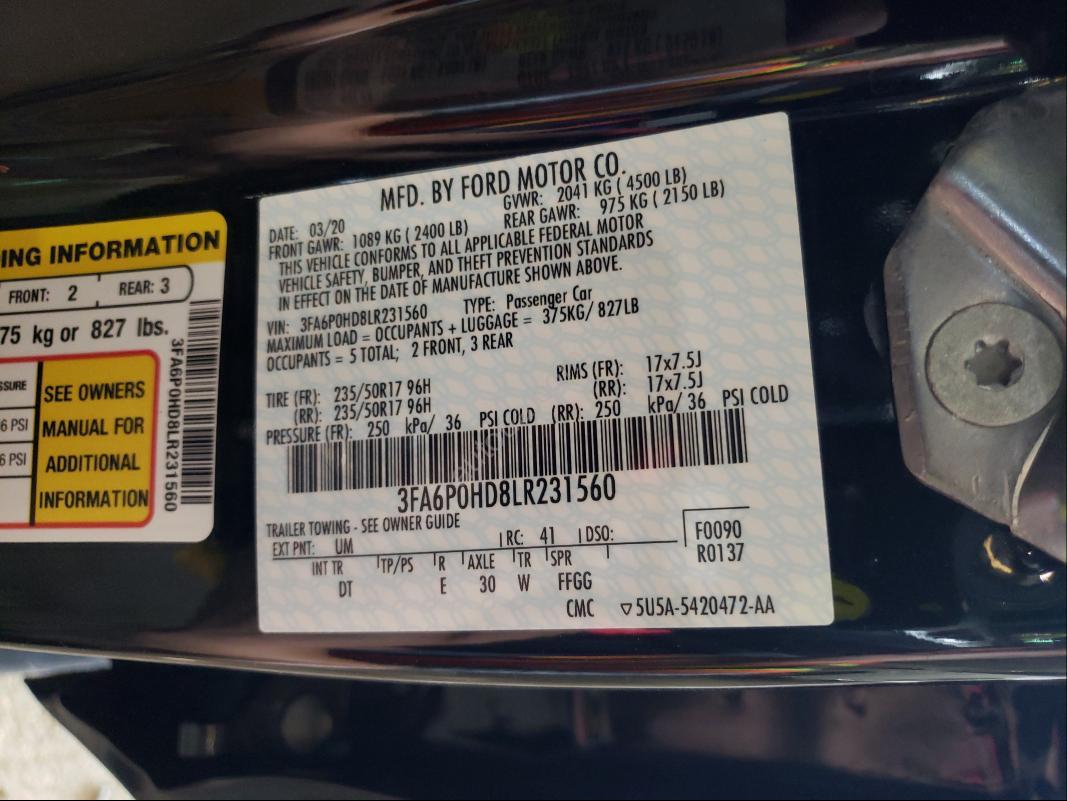 MFD. BY FORD MOTOR CO.
DATE: 03/20 GVWR: 2041 KG ( 4500 LB)
FRONT GAWR: 1089 KG ( 2400 LB) REAR GAWR: 975 KG ( 2150 LB)
THIS VEHICLE CONFORMS TO ALL APPLICABLE FEDERAL MOTOR
VEHICLE SAFETY, BUMPER, AND THEFT PREVENTION STANDARDS
IN EFFECT ON THE DATE OF MANUFACTURE SHOWN ABOVE.
VIN: 3FA6P0HD8LR231560 TYPE: Passenger Car
MAXIMUM LOAD = OCCUPANTS + LUGGAGE = 375KG/ 827LB
OCCUPANTS = 5 TOTAL; 2 FRONT, 3 REAR
TIRE (FR): 235/50R17 96H RIMS (FR): 17x7.5J
(RR): 235/50R17 96H (RR): 17x7.5J
PRESSURE (FR): 250 kPa/ 36 PSI COLD (RR): 250 kPa/ 36 PSI COLD
3FA6P0HD8LR231560
TRAILER TOWING - SEE OWNER GUIDE
EXT PNT: UM RC: 41 DSO: F0090
R0137
INT TR TP/PS R AXLE TR SPR
DT E 30 W FFGG
CMC ▽5U5A-5420472-AA
ING INFORMATION
FRONT: 2 REAR: 3
75 kg or 827 lbs.
SSURE
6 PSI
6 PSI
SEE OWNERS
MANUAL FOR
ADDITIONAL
INFORMATION
3FA6P0HD8LR231560